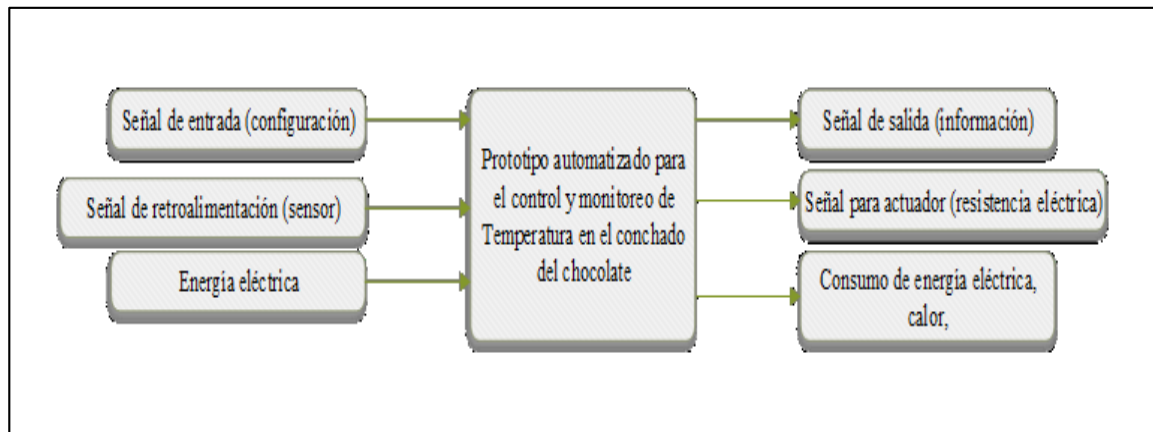 Señal de entrada (configuración)
Señal de retroalimentación (sensor)
Energía eléctrica
Prototipo automatizado para
el control y monitoreo de
Temperatura en el conchado
del chocolate
Señal de salida (información)
Señal para actuador (resistencia eléctrica)
Consumo de energía eléctrica,
calor,